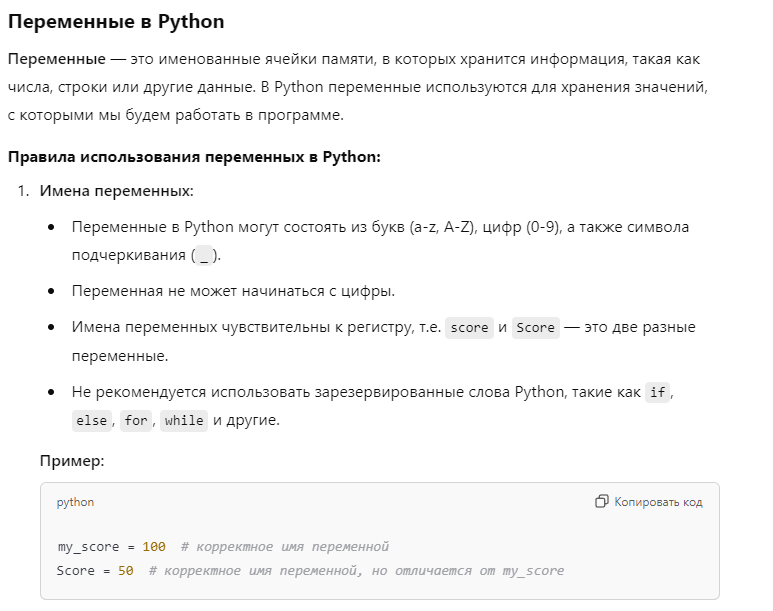 Переменные в Python
Переменные — это именованные ячейки памяти, в которых хранится информация, такая как
числа, строки или другие данные. В Python переменные используются для хранения значений,
с которыми мы будем работать в программе.
Правила использования переменных в Python:
1. Имена переменных:
• Переменные в Python могут состоять из букв (a-z, A-Z), цифр (0-9), а также символа
подчеркивания ( _ ).
• Переменная не может начинаться с цифры.
• Имена переменных чувствительны к регистру, т.е. score и Score — это две разные
переменные.
• Не рекомендуется использовать зарезервированные слова Python, такие как if ,
else , for , while и другие.
Пример:
python Копировать код
my_score = 100  # корректное имя переменной
Score = 50  # корректное имя переменной, но отличается от my_score